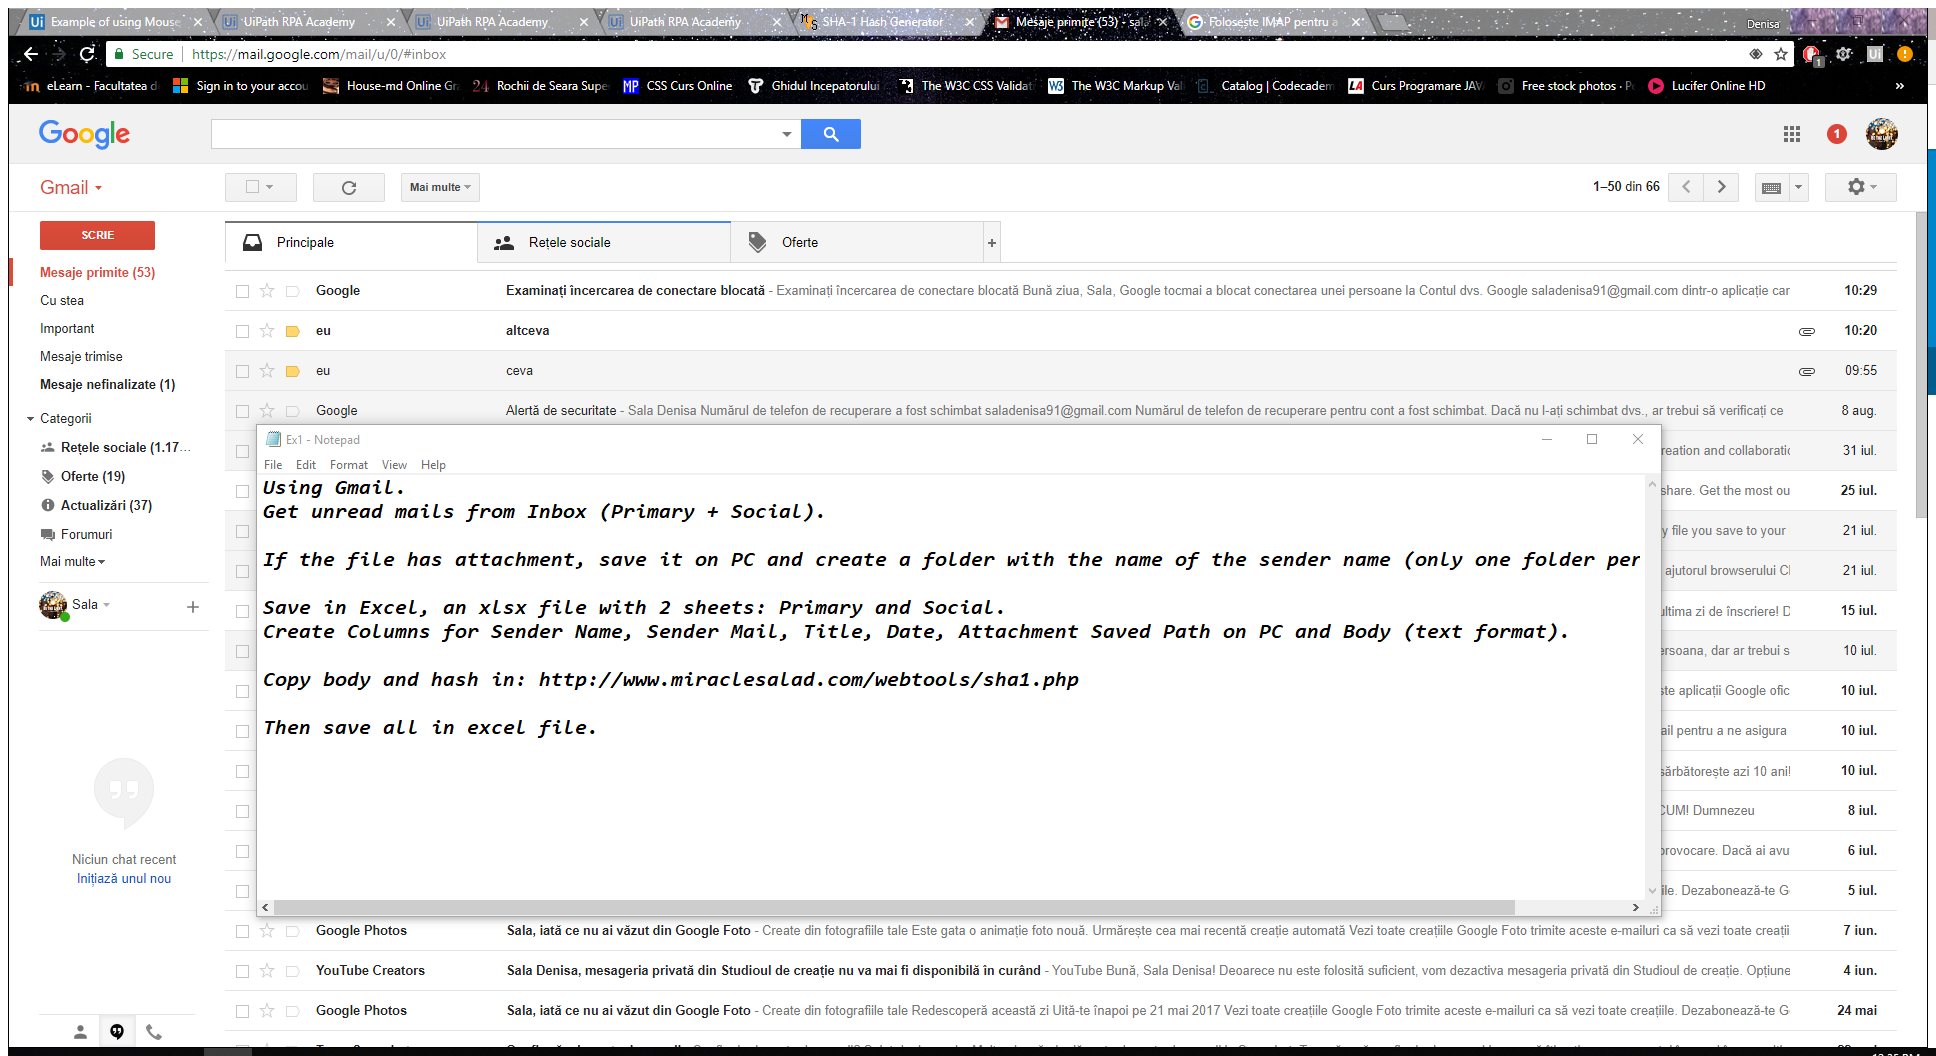 Example of using Mouse
UiPath RPA Academy
UiPath RPA Academy
UiPath RPA Academy
SHA-1 Hash Generator
Mesaje primite (53) - sala
Folosește IMAP pentru a
Denisa
Secure
https://mail.google.com/mail/u/0/#inbox
eLearn - Facultatea d
Sign in to your accou
House-md Online Gr
24
Rochii de Seara Supe
MP
CSS Curs Online
Ghidul Incepatorului
The W3C CSS Validat
W3
The W3C Markup Val
Catalog | Codecadem
LA
Curs Programare JAV
Free stock photos · P
Lucifer Online HD
Google
1
Gmail
Mai multe
1–50 din 66
SCRIE
Principale
Rețele sociale
Oferte
+
Mesaje primite (53)
Cu stea
Important
Mesaje trimise
Mesaje nefinalizate (1)
Categorii
Rețele sociale (1.17...
Oferte (19)
Actualizări (37)
Forumuri
Mai multe
Sala
Niciun chat recent
Inițiază unul nou
Google Examinați încercarea de conectare blocată - Examinați încercarea de conectare blocată Bună ziua, Sala, Google tocmai a blocat conectarea unei persoane la Contul dvs. Google saladenisa91@gmail.com dintr-o aplicație car 10:29
eu altceva 10:20
eu ceva 09:55
Google Alertă de securitate - Sala Denisa Numărul de telefon de recuperare a fost schimbat saladenisa91@gmail.com Numărul de telefon de recuperare pentru cont a fost schimbat. Dacă nu l-ați schimbat dvs., ar trebui să verificați ce 8 aug.
reation and collaboratic 31 iul.
share. Get the most ou 25 iul.
y file you save to your 21 iul.
ajutorul browserului Cl 21 iul.
ultima zi de înscriere! D 15 iul.
ersoana, dar ar trebui s 10 iul.
ște aplicații Google ofic 10 iul.
ail pentru a ne asigura 10 iul.
sărbătorește azi 10 ani! 10 iul.
CUM! Dumnezeu 8 iul.
provocare. Dacă ai avu 6 iul.
ile. Dezabonează-te G 5 iul.
Ex1 - Notepad
File Edit Format View Help
Using Gmail.
Get unread mails from Inbox (Primary + Social).
If the file has attachment, save it on PC and create a folder with the name of the sender name (only one folder per
Save in Excel, an xlsx file with 2 sheets: Primary and Social.
Create Columns for Sender Name, Sender Mail, Title, Date, Attachment Saved Path on PC and Body (text format).
Copy body and hash in: http://www.miraclesalad.com/webtools/sha1.php
Then save all in excel file.
Google Photos Sala, iată ce nu ai văzut din Google Foto - Create din fotografiile tale Este gata o animație foto nouă. Urmărește cea mai recentă creație automată Vezi toate creațiile Google Foto trimite aceste e-mailuri ca să vezi toate creații 7 iun.
YouTube Creators Sala Denisa, mesageria privată din Studioul de creație nu va mai fi disponibilă în curând - YouTube Bună, Sala Denisa! Deoarece nu este folosită suficient, vom dezactiva mesageria privată din Studioul de creație. Opțiune 4 iun.
Google Photos Sala, iată ce nu ai văzut din Google Foto - Create din fotografiile tale Redescoperă această zi Uită-te înapoi pe 21 mai 2017 Vezi toate creațiile Google Foto trimite aceste e-mailuri ca să vezi toate creațiile. Dezabonează-te G 24 mai